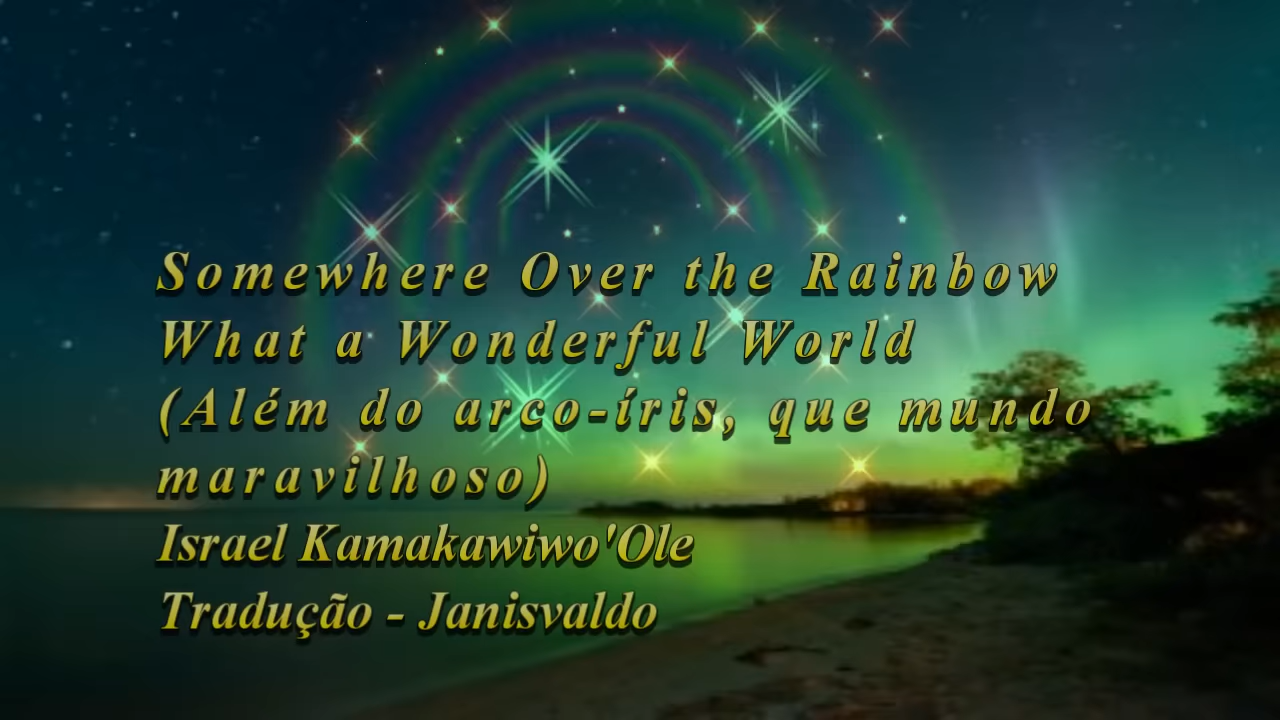 Somewhere Over the Rainbow
What a Wonderful World
(Além do arco-íris, que mundo
maravilhoso)
Israel Kamakawiwo'Ole
Tradução - Janisvaldo